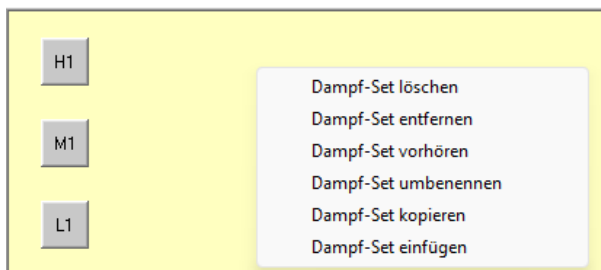 H1
Dampf-Set löschen
Dampf-Set entfernen
M1
Dampf-Set vorhören
Dampf-Set umbenennen
L1
Dampf-Set kopieren
Dampf-Set einfügen